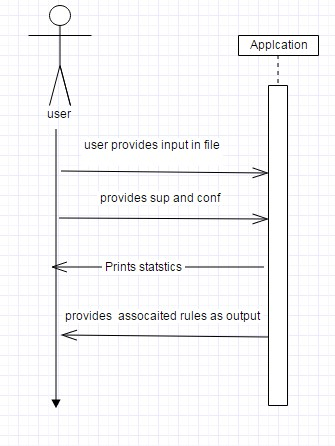 Applcation
user
user provides input in file
provides sup and conf
Prints statstics
provides assocaited rules as output